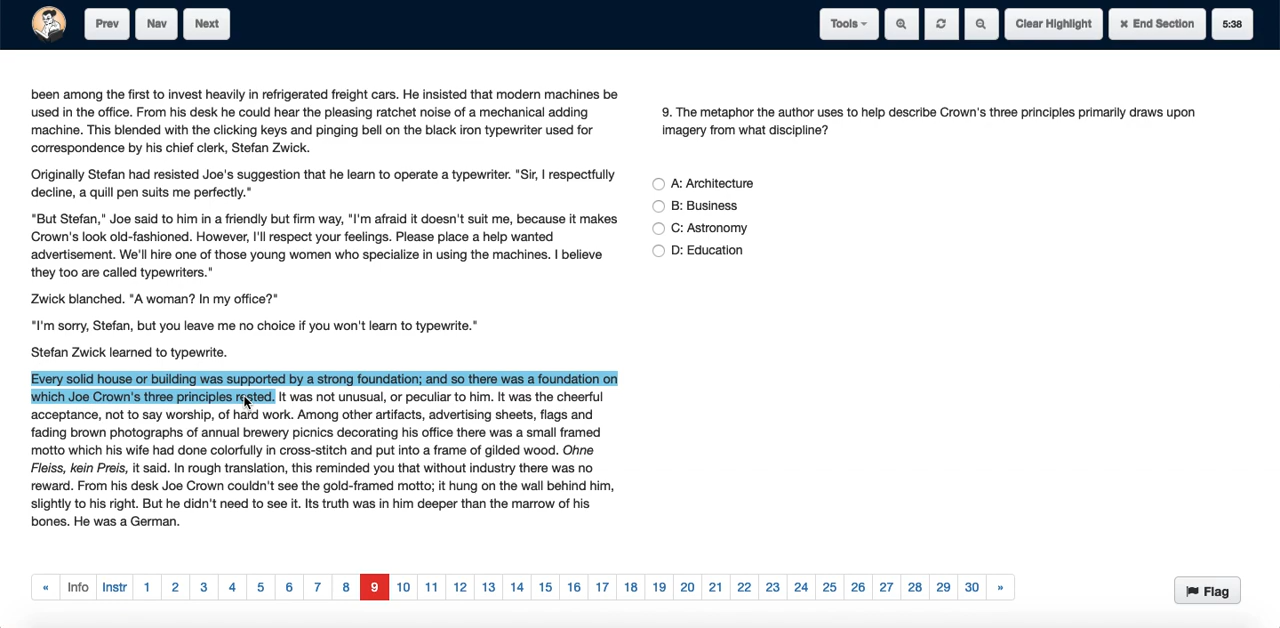 Prev Nav Next Tools Clear Highlight × End Section 5:38
been among the first to invest heavily in refrigerated freight cars. He insisted that modern machines be
used in the office. From his desk he could hear the pleasing ratchet noise of a mechanical adding
machine. This blended with the clicking keys and pinging bell on the black iron typewriter used for
correspondence by his chief clerk, Stefan Zwick.
Originally Stefan had resisted Joe's suggestion that he learn to operate a typewriter. "Sir, I respectfully
decline, a quill pen suits me perfectly."
"But Stefan," Joe said to him in a friendly but firm way, "I'm afraid it doesn't suit me, because it makes
Crown's look old-fashioned. However, I'll respect your feelings. Please place a help wanted
advertisement. We'll hire one of those young women who specialize in using the machines. I believe
they too are called typewriters."
Zwick blanched. "A woman? In my office?"
"I'm sorry, Stefan, but you leave me no choice if you won't learn to typewrite."
Stefan Zwick learned to typewrite.
Every solid house or building was supported by a strong foundation; and so there was a foundation on
which Joe Crown's three principles rested. It was not unusual, or peculiar to him. It was the cheerful
acceptance, not to say worship, of hard work. Among other artifacts, advertising sheets, flags and
fading brown photographs of annual brewery picnics decorating his office there was a small framed
motto which his wife had done colorfully in cross-stitch and put into a frame of gilded wood. Ohne
Fleiss, kein Preis, it said. In rough translation, this reminded you that without industry there was no
reward. From his desk Joe Crown couldn't see the gold-framed motto; it hung on the wall behind him,
slightly to his right. But he didn't need to see it. Its truth was in him deeper than the marrow of his
bones. He was a German.
9. The metaphor the author uses to help describe Crown's three principles primarily draws upon
imagery from what discipline?
A: Architecture
B: Business
C: Astronomy
D: Education
« Info Instr 1 2 3 4 5 6 7 8 9 10 11 12 13 14 15 16 17 18 19 20 21 22 23 24 25 26 27 28 29 30 »
Flag